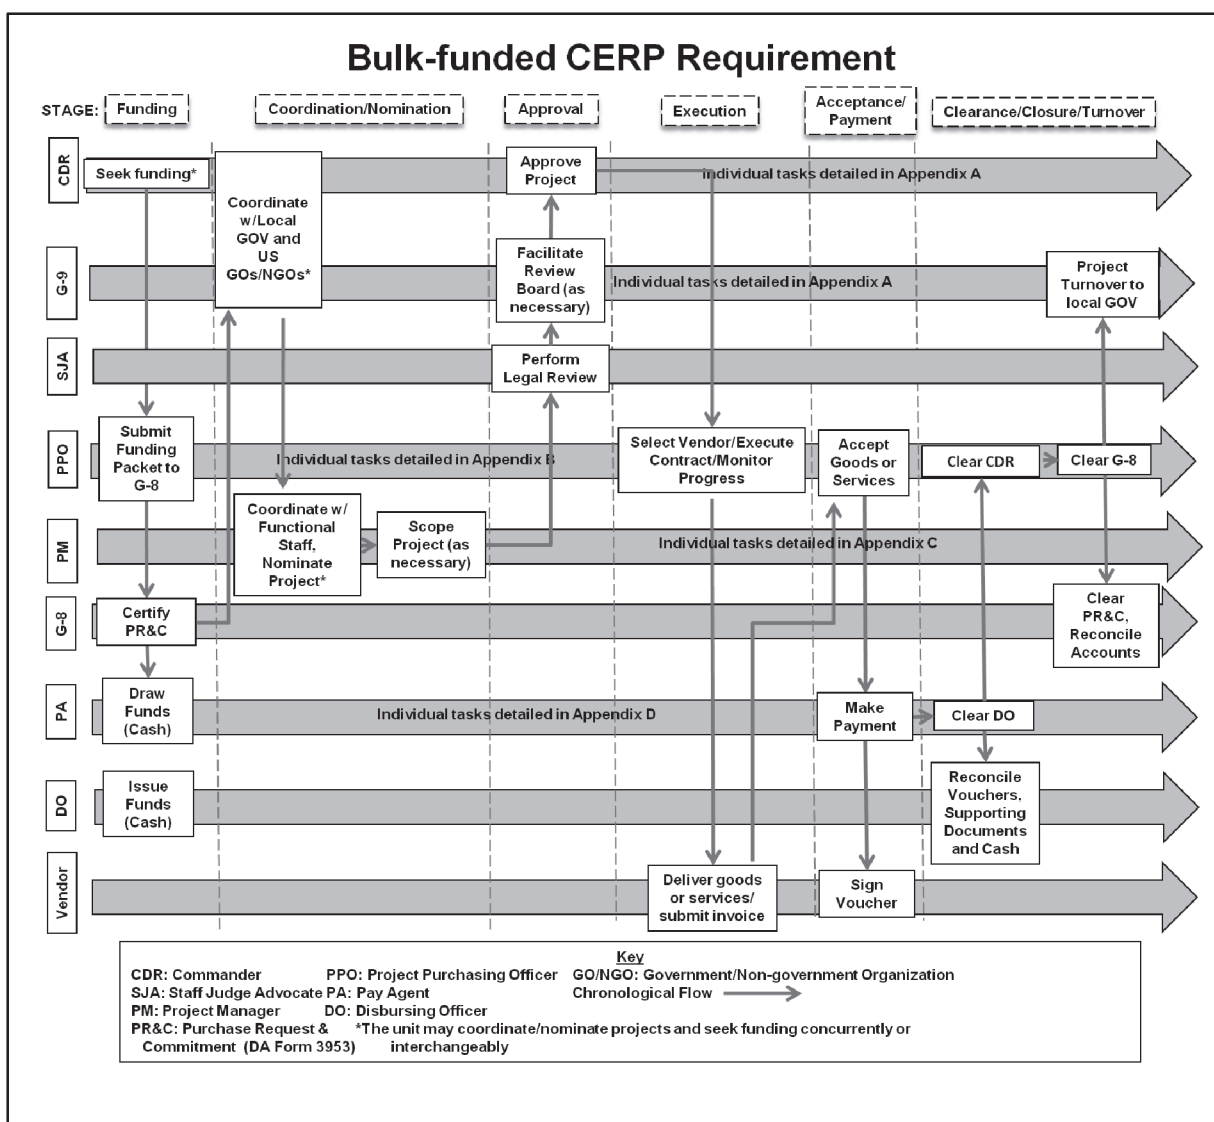 Bulk-funded CERP Requirement
STAGE:
Funding
Coordination/Nomination
Approval
Execution
Acceptance/
Payment
Clearance/Closure/Turnover
CDR
Seek funding*
Coordinate
w/Local
GOV and
US
GOs/NGOs*
Approve
Project
Individual tasks detailed in Appendix A
G-9
Facilitate
Review
Board (as
necessary)
Individual tasks detailed in Appendix A
Project
Turnover to
local GOV
SJA
Perform
Legal Review
PPO
Submit
Funding
Packet to
G-8
Individual tasks detailed in Appendix B
Select Vendor/Execute
Contract/Monitor
Progress
Accept
Goods or
Services
Clear CDR
Clear G-8
PM
Coordinate w/
Functional
Staff,
Nominate
Project*
Scope
Project (as
necessary)
Individual tasks detailed in Appendix C
G-8
Certify
PR&C
Clear
PR&C,
Reconcile
Accounts
PA
Draw
Funds
(Cash)
Individual tasks detailed in Appendix D
Make
Payment
Clear DO
DO
Issue
Funds
(Cash)
Reconcile
Vouchers,
Supporting
Documents
and Cash
Vendor
Deliver goods
or services/
submit invoice
Sign
Voucher
Key
CDR: Commander PPO: Project Purchasing Officer GO/NGO: Government/Non-government Organization
SJA: Staff Judge Advocate PA: Pay Agent Chronological Flow
PM: Project Manager DO: Disbursing Officer
PR&C: Purchase Request & *The unit may coordinate/nominate projects and seek funding concurrently or
Commitment (DA Form 3953) interchangeably